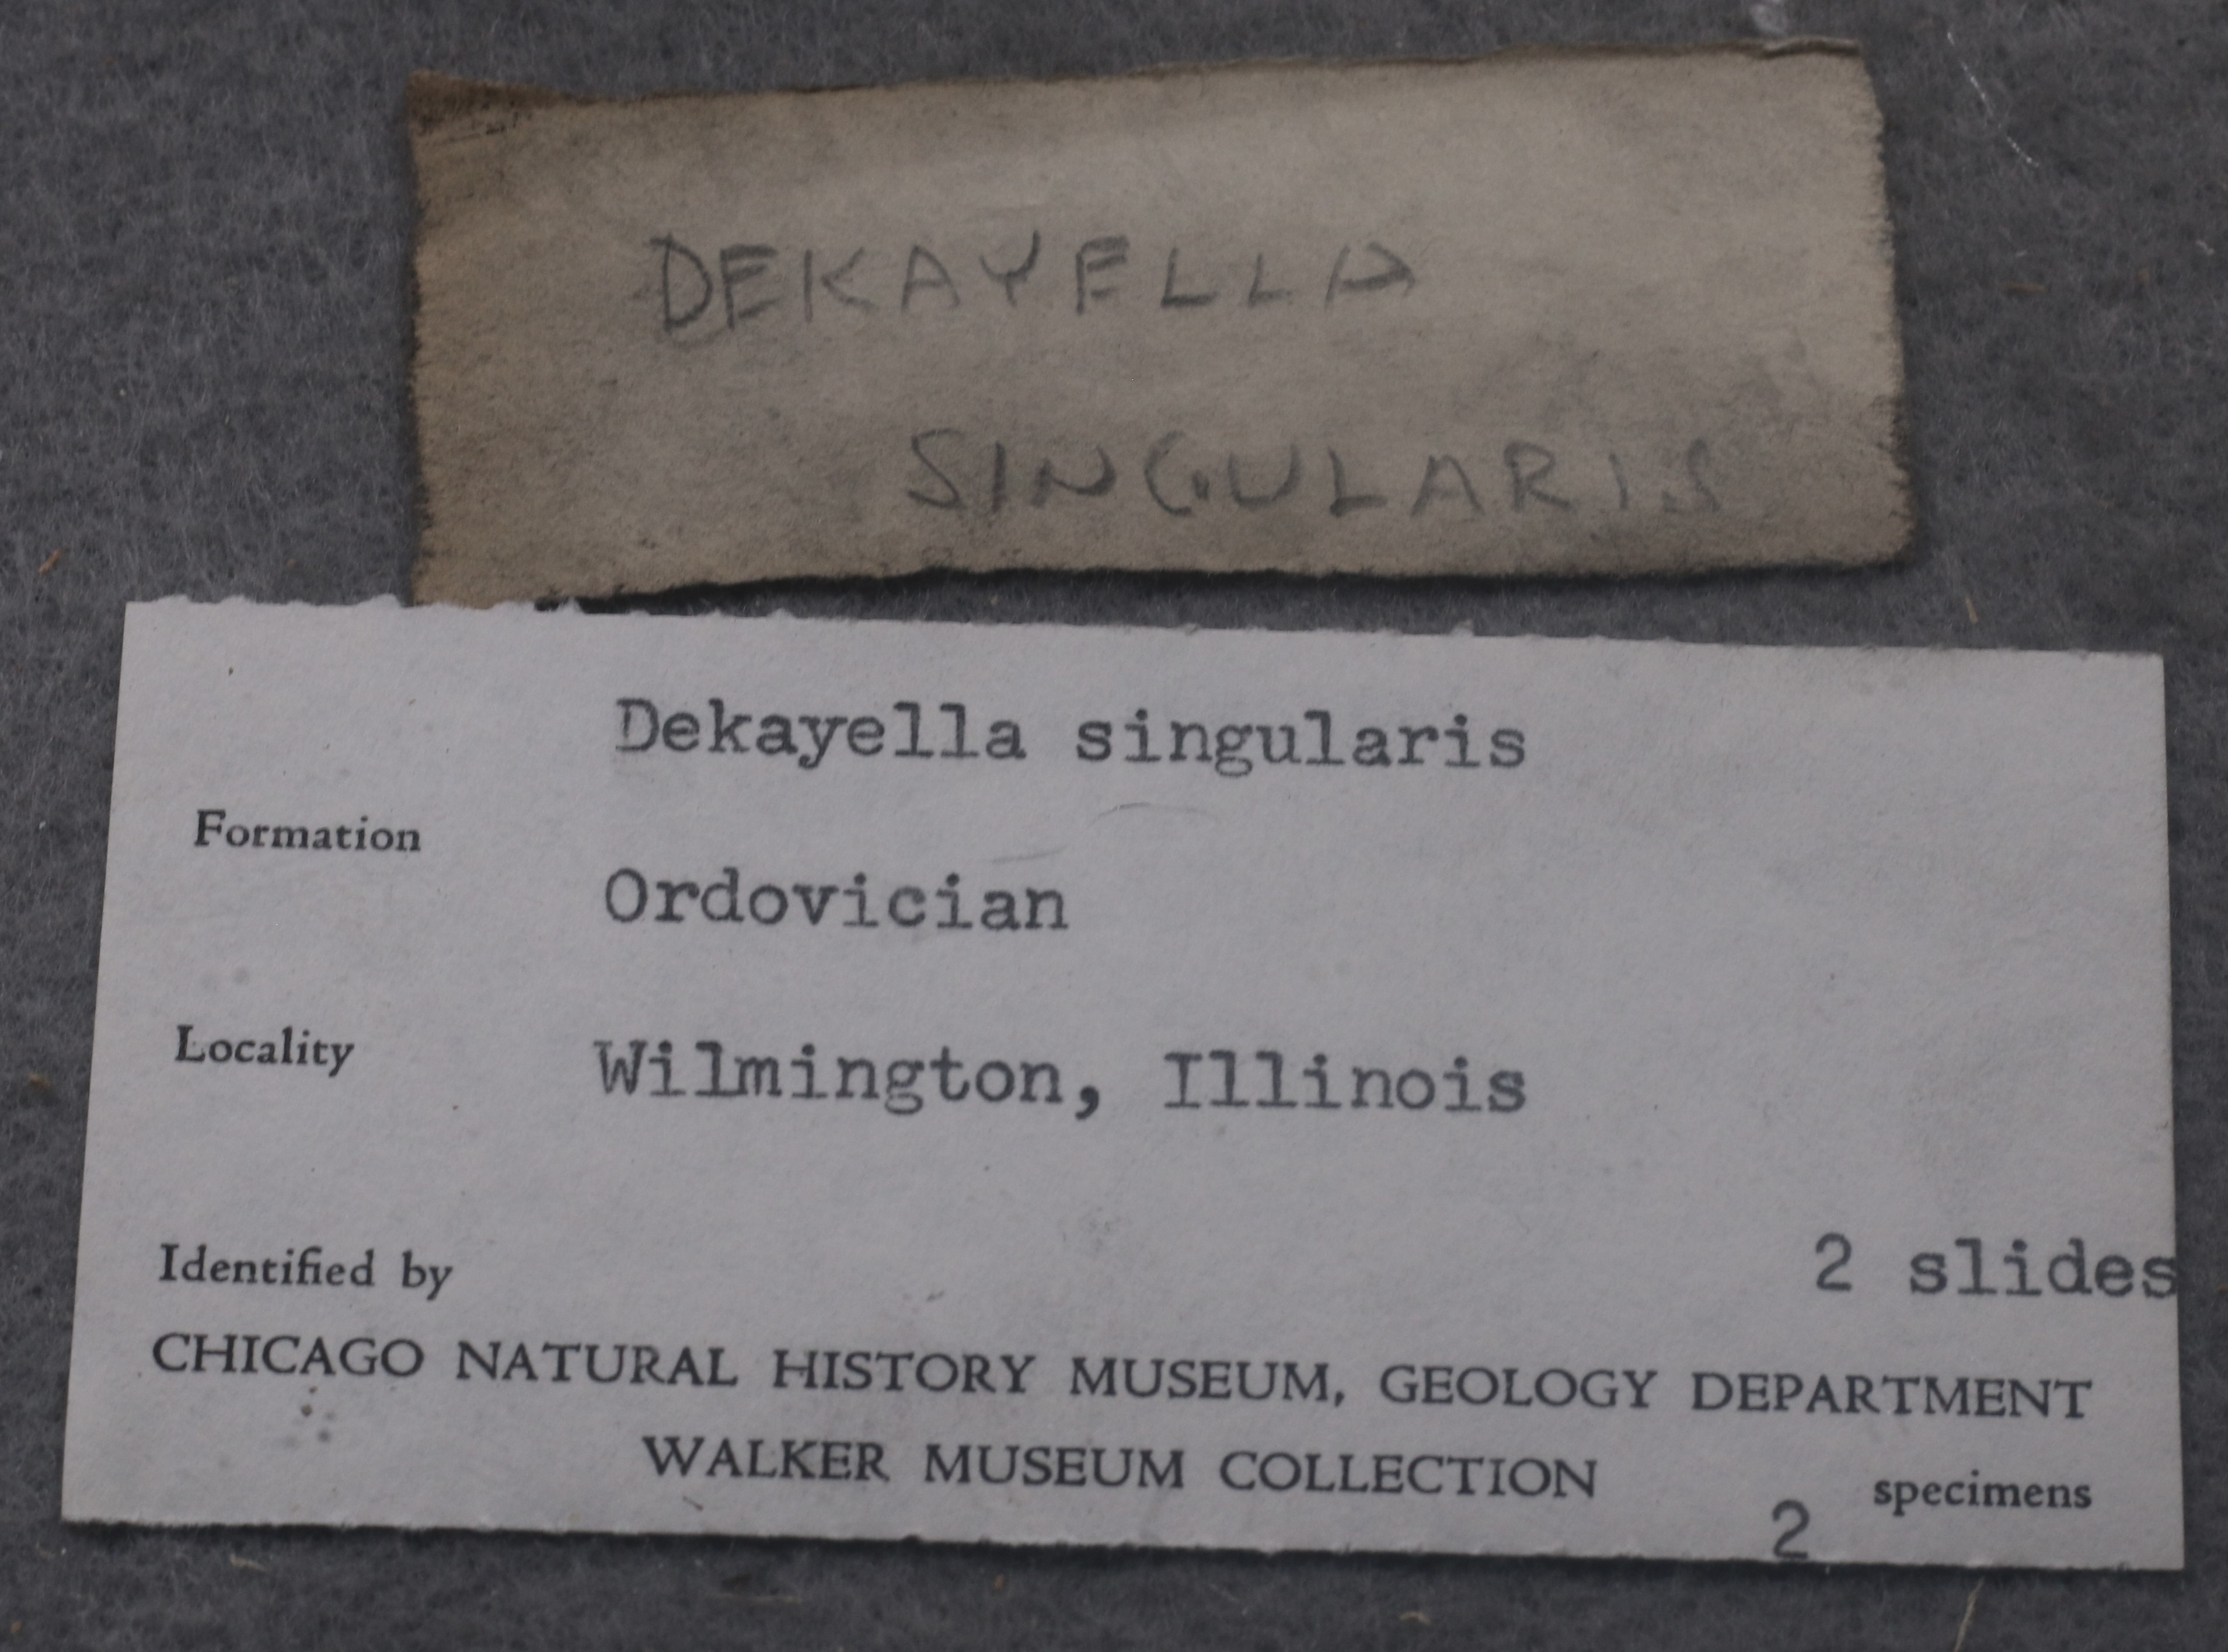 DEKAYELLA
SINGULARIS
Dekayella singularis
Formation
Ordovician
Locality
Wilmington, Illinois
Identified by
2 slides
CHICAGO NATURAL HISTORY MUSEUM, GEOLOGY DEPARTMENT
WALKER MUSEUM COLLECTION
2 specimens